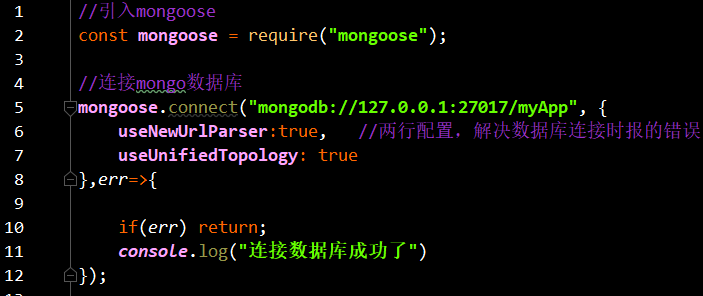 1 //引入mongoose
2 const mongoose = require("mongoose");
3
4 //连接mongo数据库
5 mongoose.connect("mongodb://127.0.0.1:27017/myApp", {
6 useNewUrlParser:true, //两行配置，解决数据库连接时报的错误
7 useUnifiedTopology: true
8 },err=>{
9
10 if(err) return;
11 console.log("连接数据库成功了")
12 });